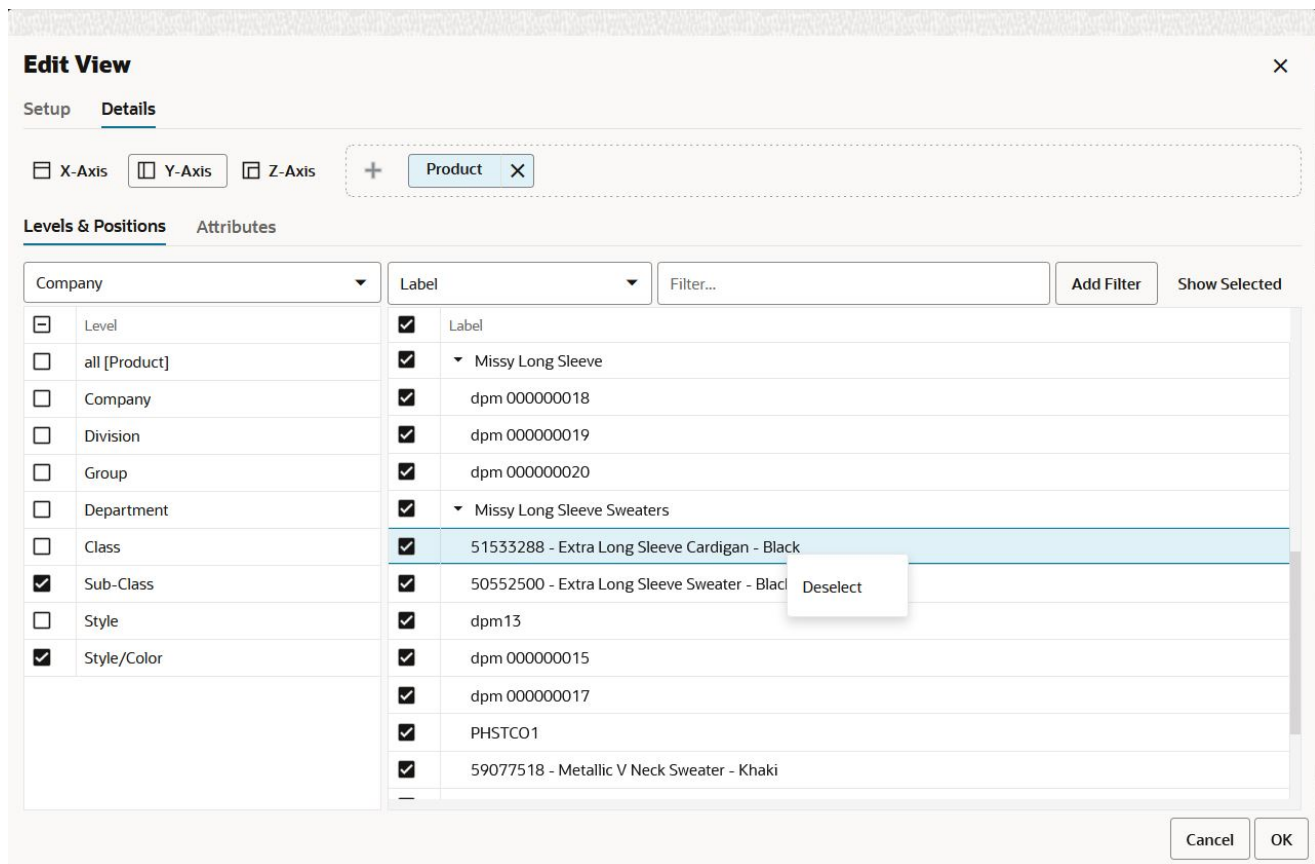 Edit View
Setup Details
X-Axis Y-Axis Z-Axis + Product
Levels & Positions Attributes
Company Label Filter... Add Filter Show Selected
Level Label
all [Product] Missy Long Sleeve
Company dpm 000000018
Division dpm 000000019
Group dpm 000000020
Department Missy Long Sleeve Sweaters
Class 51533288 - Extra Long Sleeve Cardigan - Black
Sub-Class 50552500 - Extra Long Sleeve Sweater - Blac Deselect
Style dpm13
Style/Color dpm 000000015
dpm 000000017
PHSTCO1
59077518 - Metallic V Neck Sweater - Khaki
Cancel OK